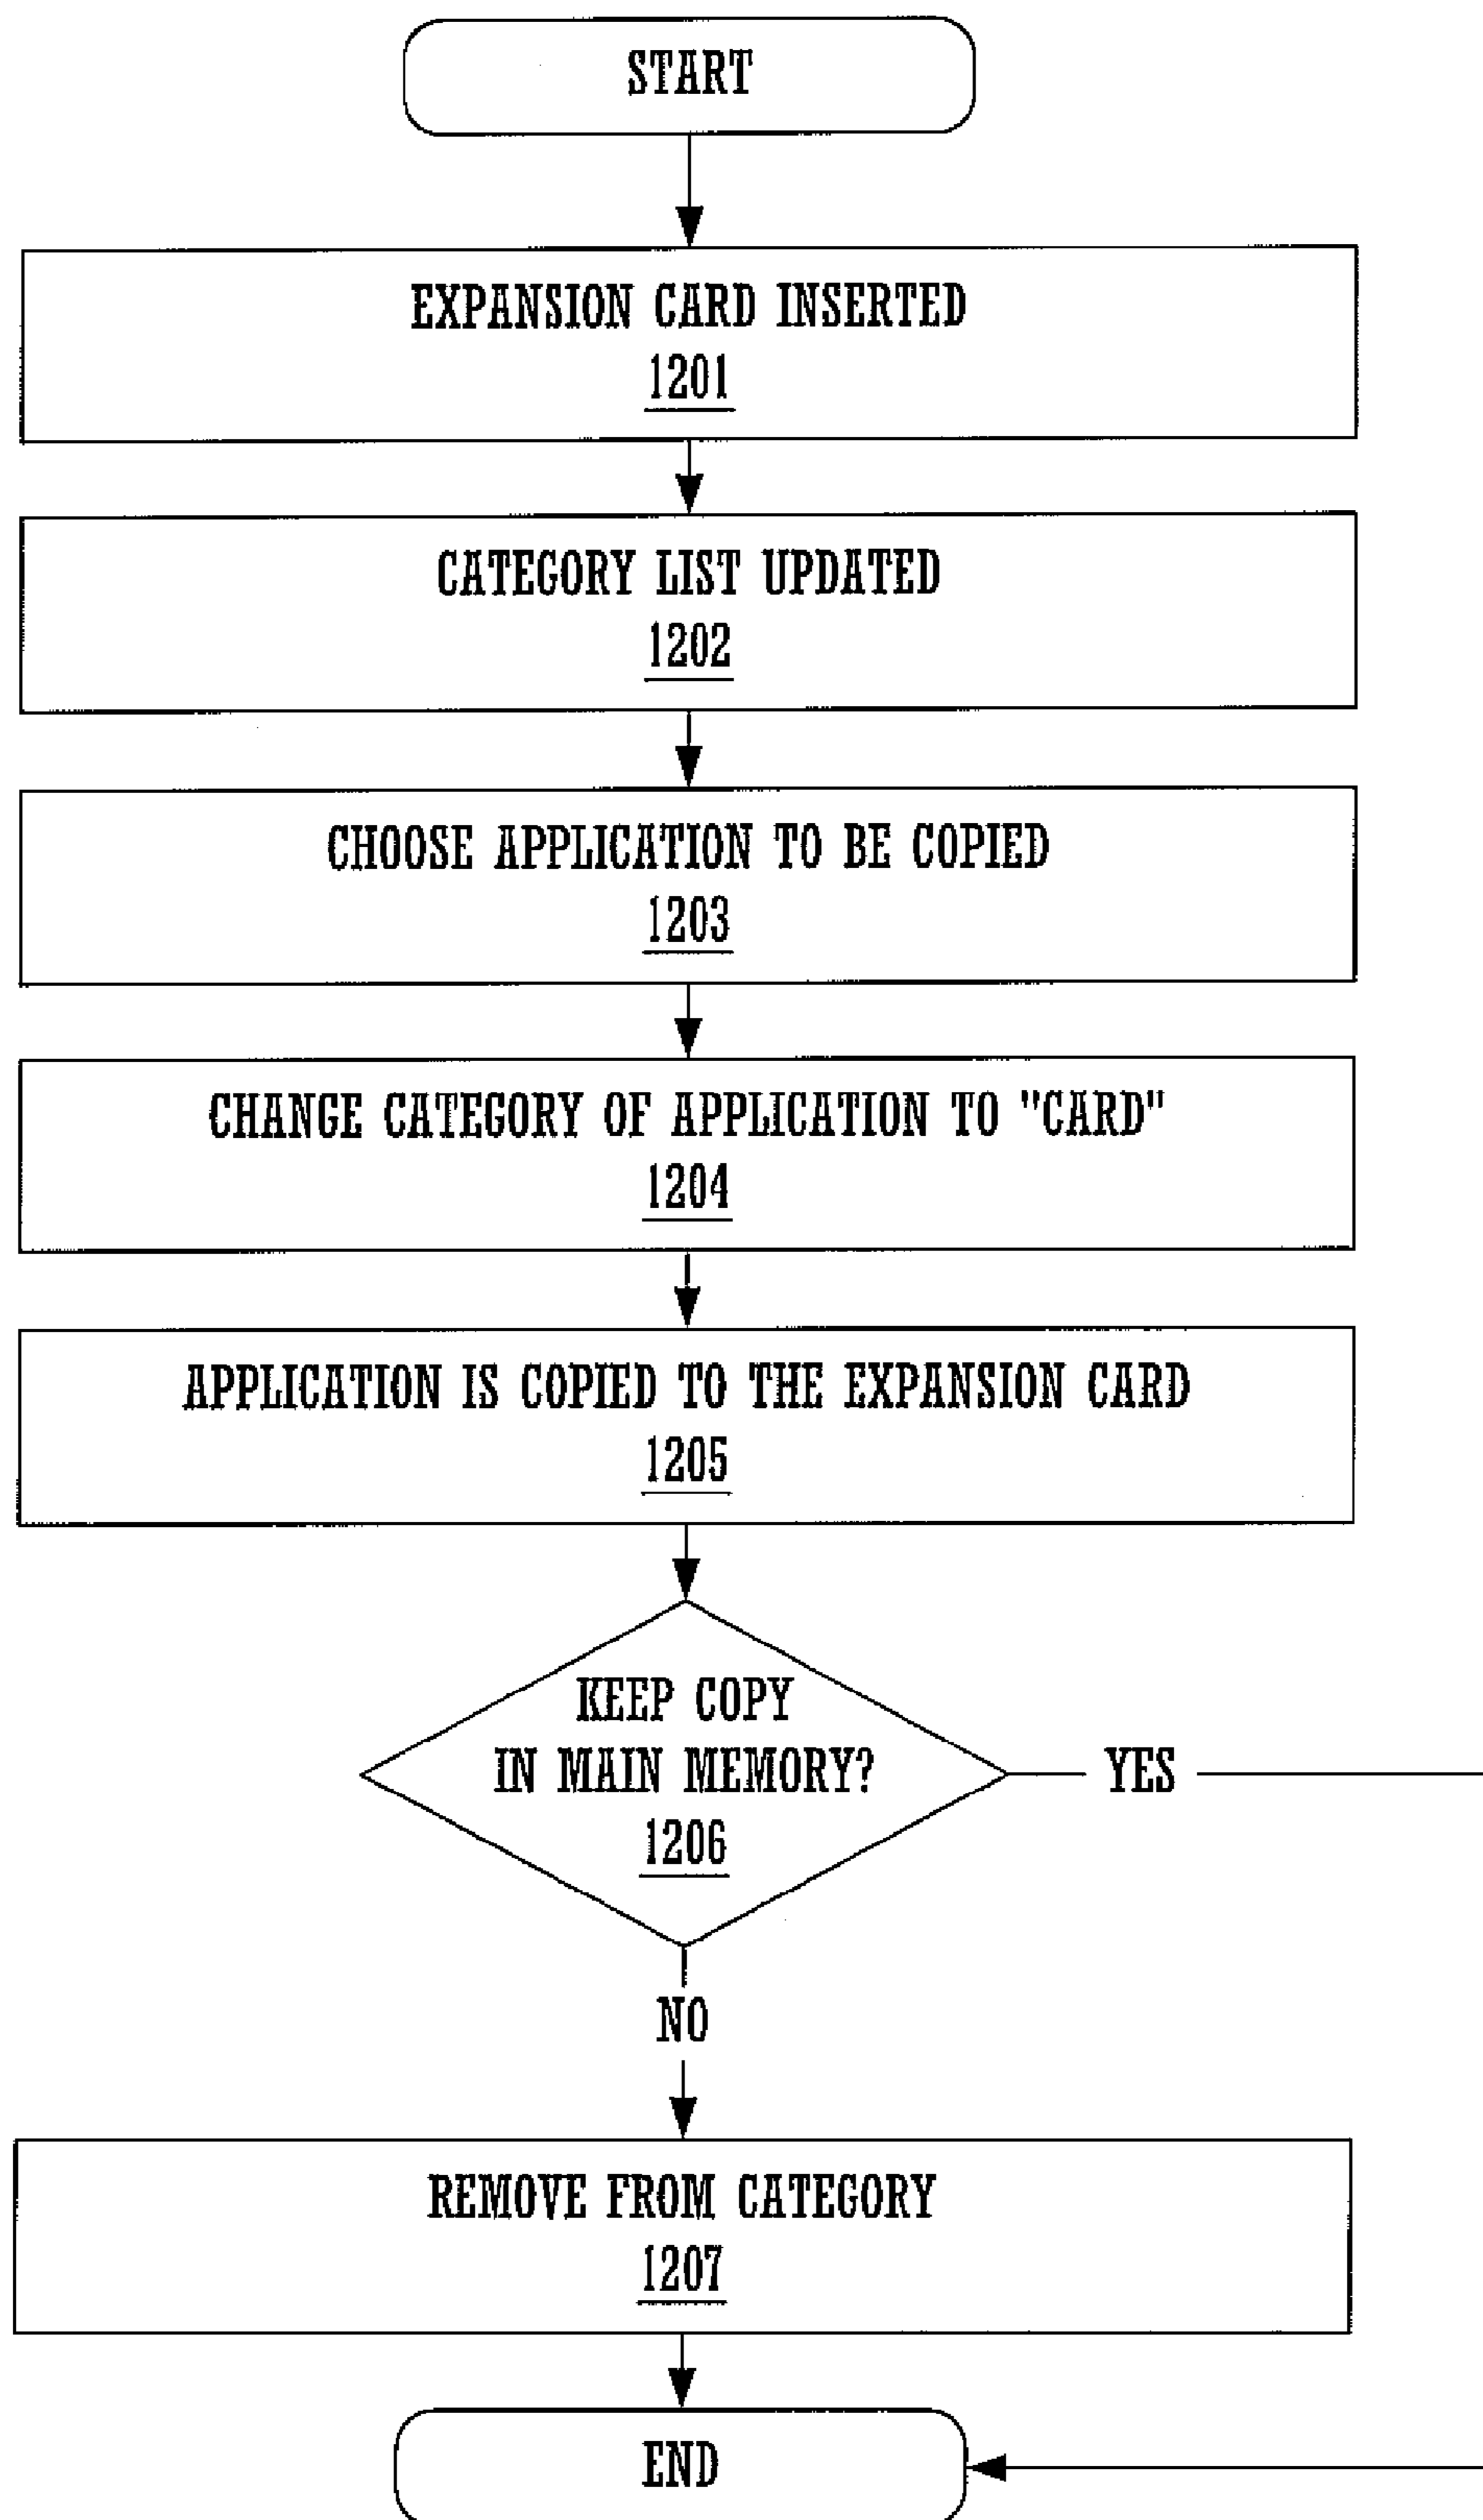 START
EXPANSION CARD INSERTED
1201
CATEGORY LIST UPDATED
1202
CHOOSE APPLICATION TO BE COPIED
1203
CHANGE CATEGORY OF APPLICATION TO "CARD"
1204
APPLICATION IS COPIED TO THE EXPANSION CARD
1205
KEEP COPY
IN MAIN MEMORY?
1206
YES
NO
REMOVE FROM CATEGORY
1207
END